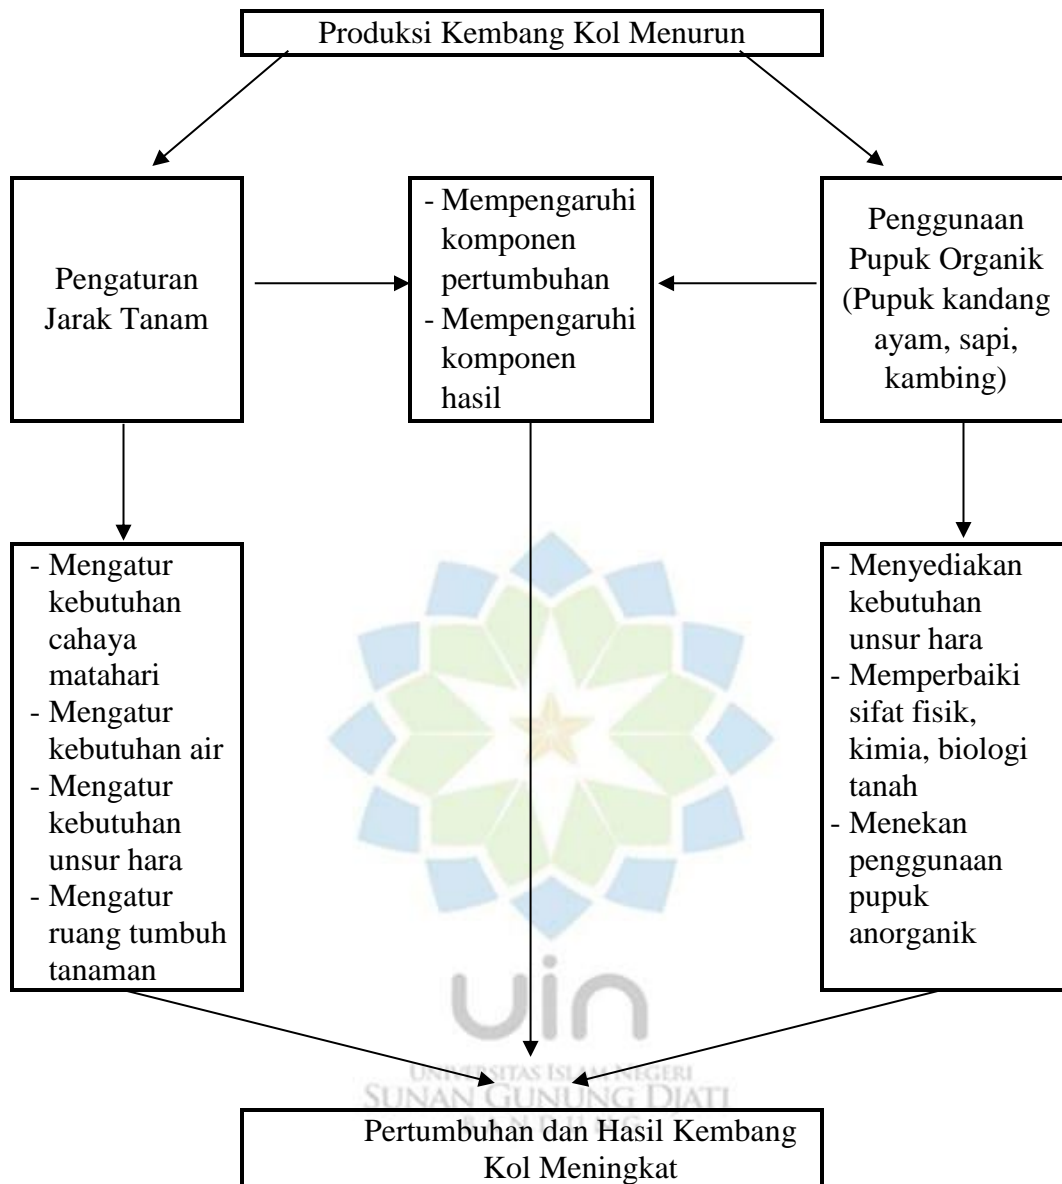 Produksi Kembang Kol Menurun
Pengaturan
Jarak Tanam
- Mempengaruhi
komponen
pertumbuhan
- Mempengaruhi
komponen
hasil
Penggunaan
Pupuk Organik
(Pupuk kandang
ayam, sapi,
kambing)
- Mengatur
kebutuhan
cahaya
matahari
- Mengatur
kebutuhan air
- Mengatur
kebutuhan
unsur hara
- Mengatur
ruang tumbuh
tanaman
- Menyediakan
kebutuhan
unsur hara
- Memperbaiki
sifat fisik,
kimia, biologi
tanah
- Menekan
penggunaan
pupuk
anorganik
uin
UNIVERSITAS ISLAM NEGERI
SUNAN GUNUNG DJATI
BANDUNG
Pertumbuhan dan Hasil Kembang
Kol Meningkat